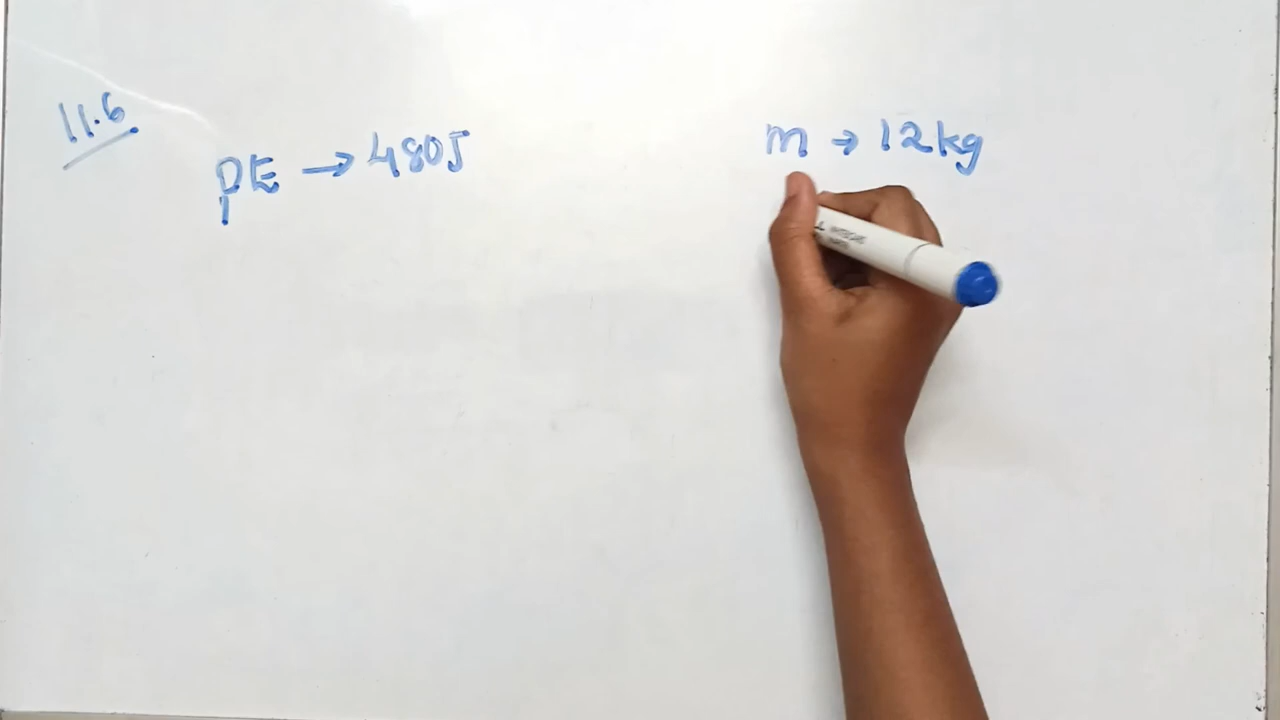 11.6
PE → 480J
m → 12kg